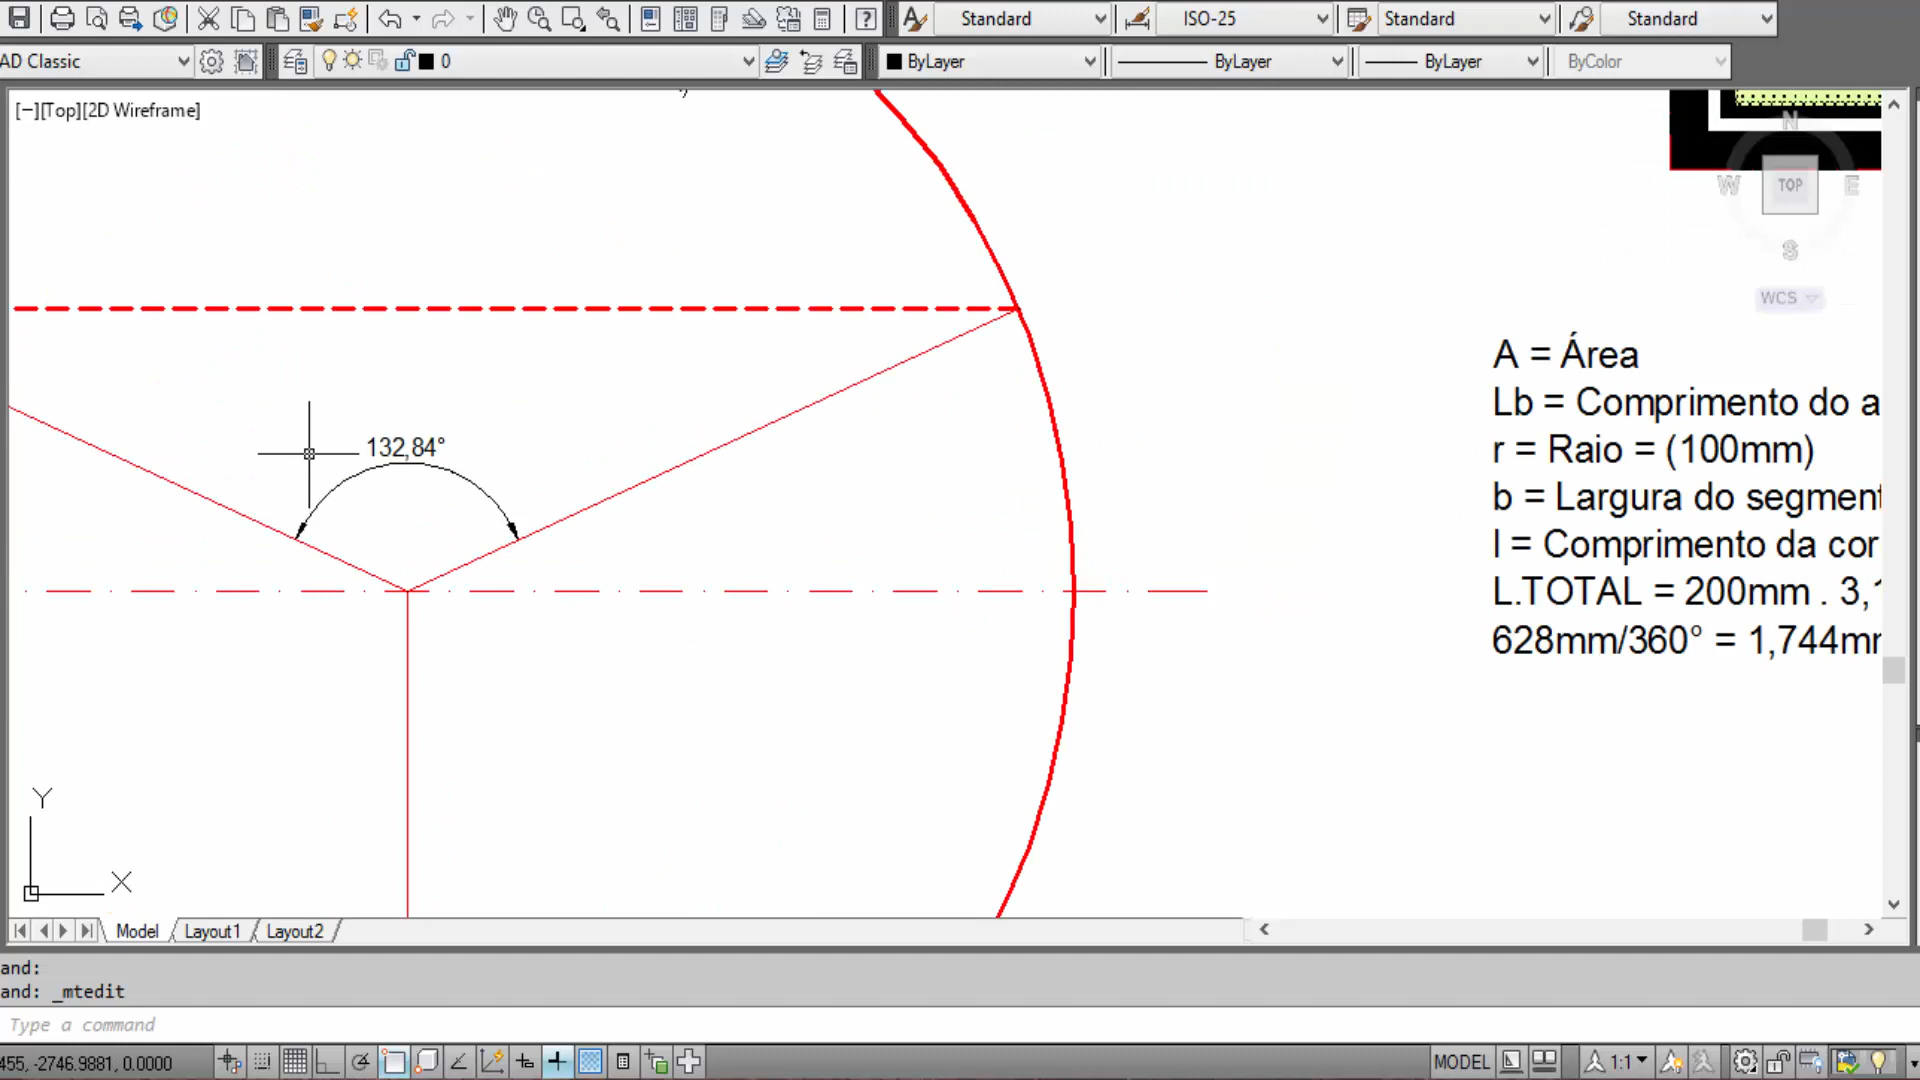 Standard ISO-25 Standard Standard
AD Classic 0 ByLayer ByLayer ByLayer ByColor
[−][Top][2D Wireframe]
N
W TOP E
S
WCS
A = Área
Lb = Comprimento do a
r = Raio = (100mm)
b = Largura do segment
l = Comprimento da cor
L.TOTAL = 200mm . 3,1
628mm/360° = 1,744mm
132,84°
Y
X
Model Layout1 Layout2
and:
and: _mtedit
Type a command
455, -2746.9881, 0.0000 MODEL 1:1